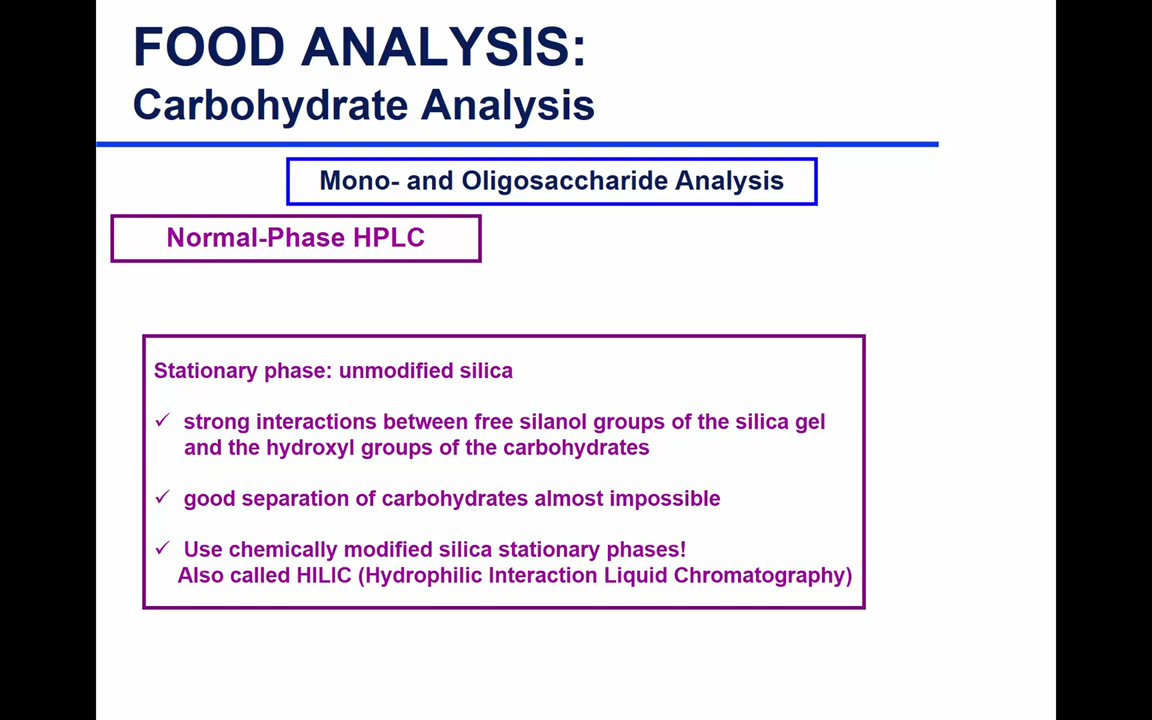 FOOD ANALYSIS:
Carbohydrate Analysis
Mono- and Oligosaccharide Analysis
Normal-Phase HPLC
Stationary phase: unmodified silica
✓ strong interactions between free silanol groups of the silica gel
and the hydroxyl groups of the carbohydrates
✓ good separation of carbohydrates almost impossible
✓ Use chemically modified silica stationary phases!
Also called HILIC (Hydrophilic Interaction Liquid Chromatography)